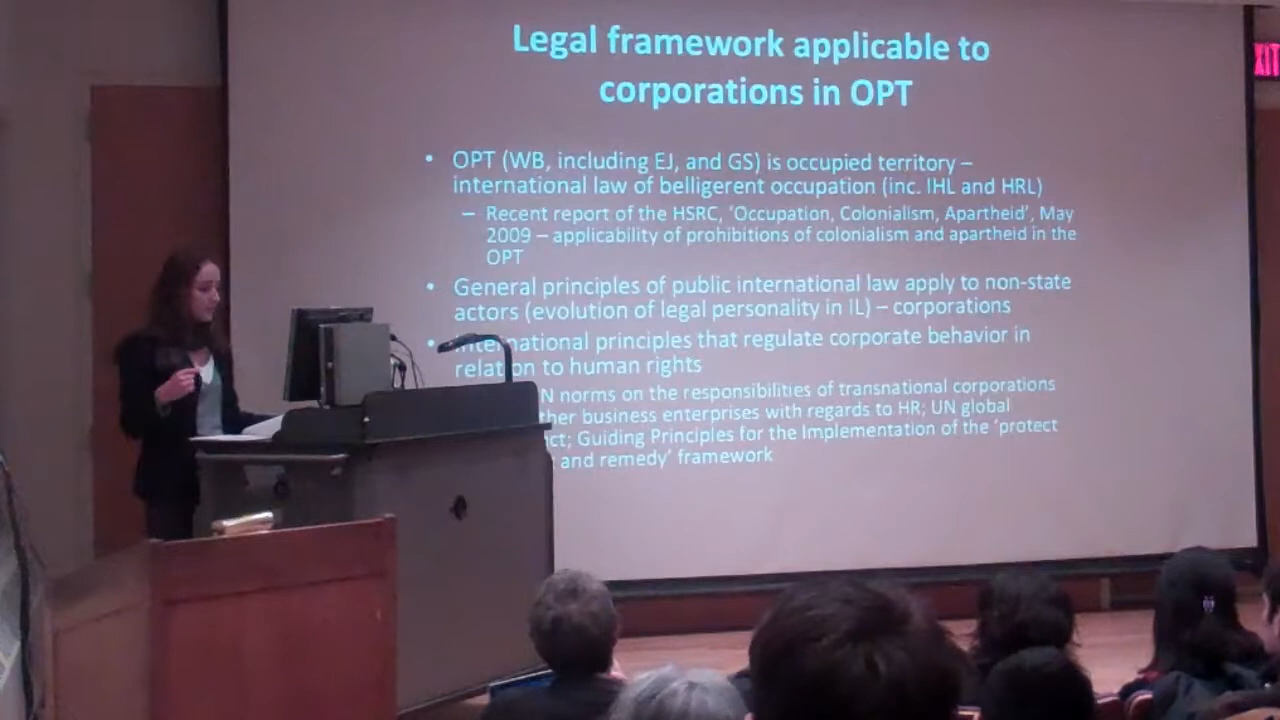 Legal framework applicable to
corporations in OPT
EXIT
• OPT (WB, including EJ, and GS) is occupied territory –
international law of belligerent occupation (inc. IHL and HRL)
– Recent report of the HSRC, 'Occupation, Colonialism, Apartheid', May
2009 – applicability of prohibitions of colonialism and apartheid in the
OPT
• General principles of public international law apply to non-state
actors (evolution of legal personality in IL) – corporations
• International principles that regulate corporate behavior in
relation to human rights
N norms on the responsibilities of transnational corporations
ther business enterprises with regards to HR; UN global
ct; Guiding Principles for the Implementation of the 'protect
and remedy' framework